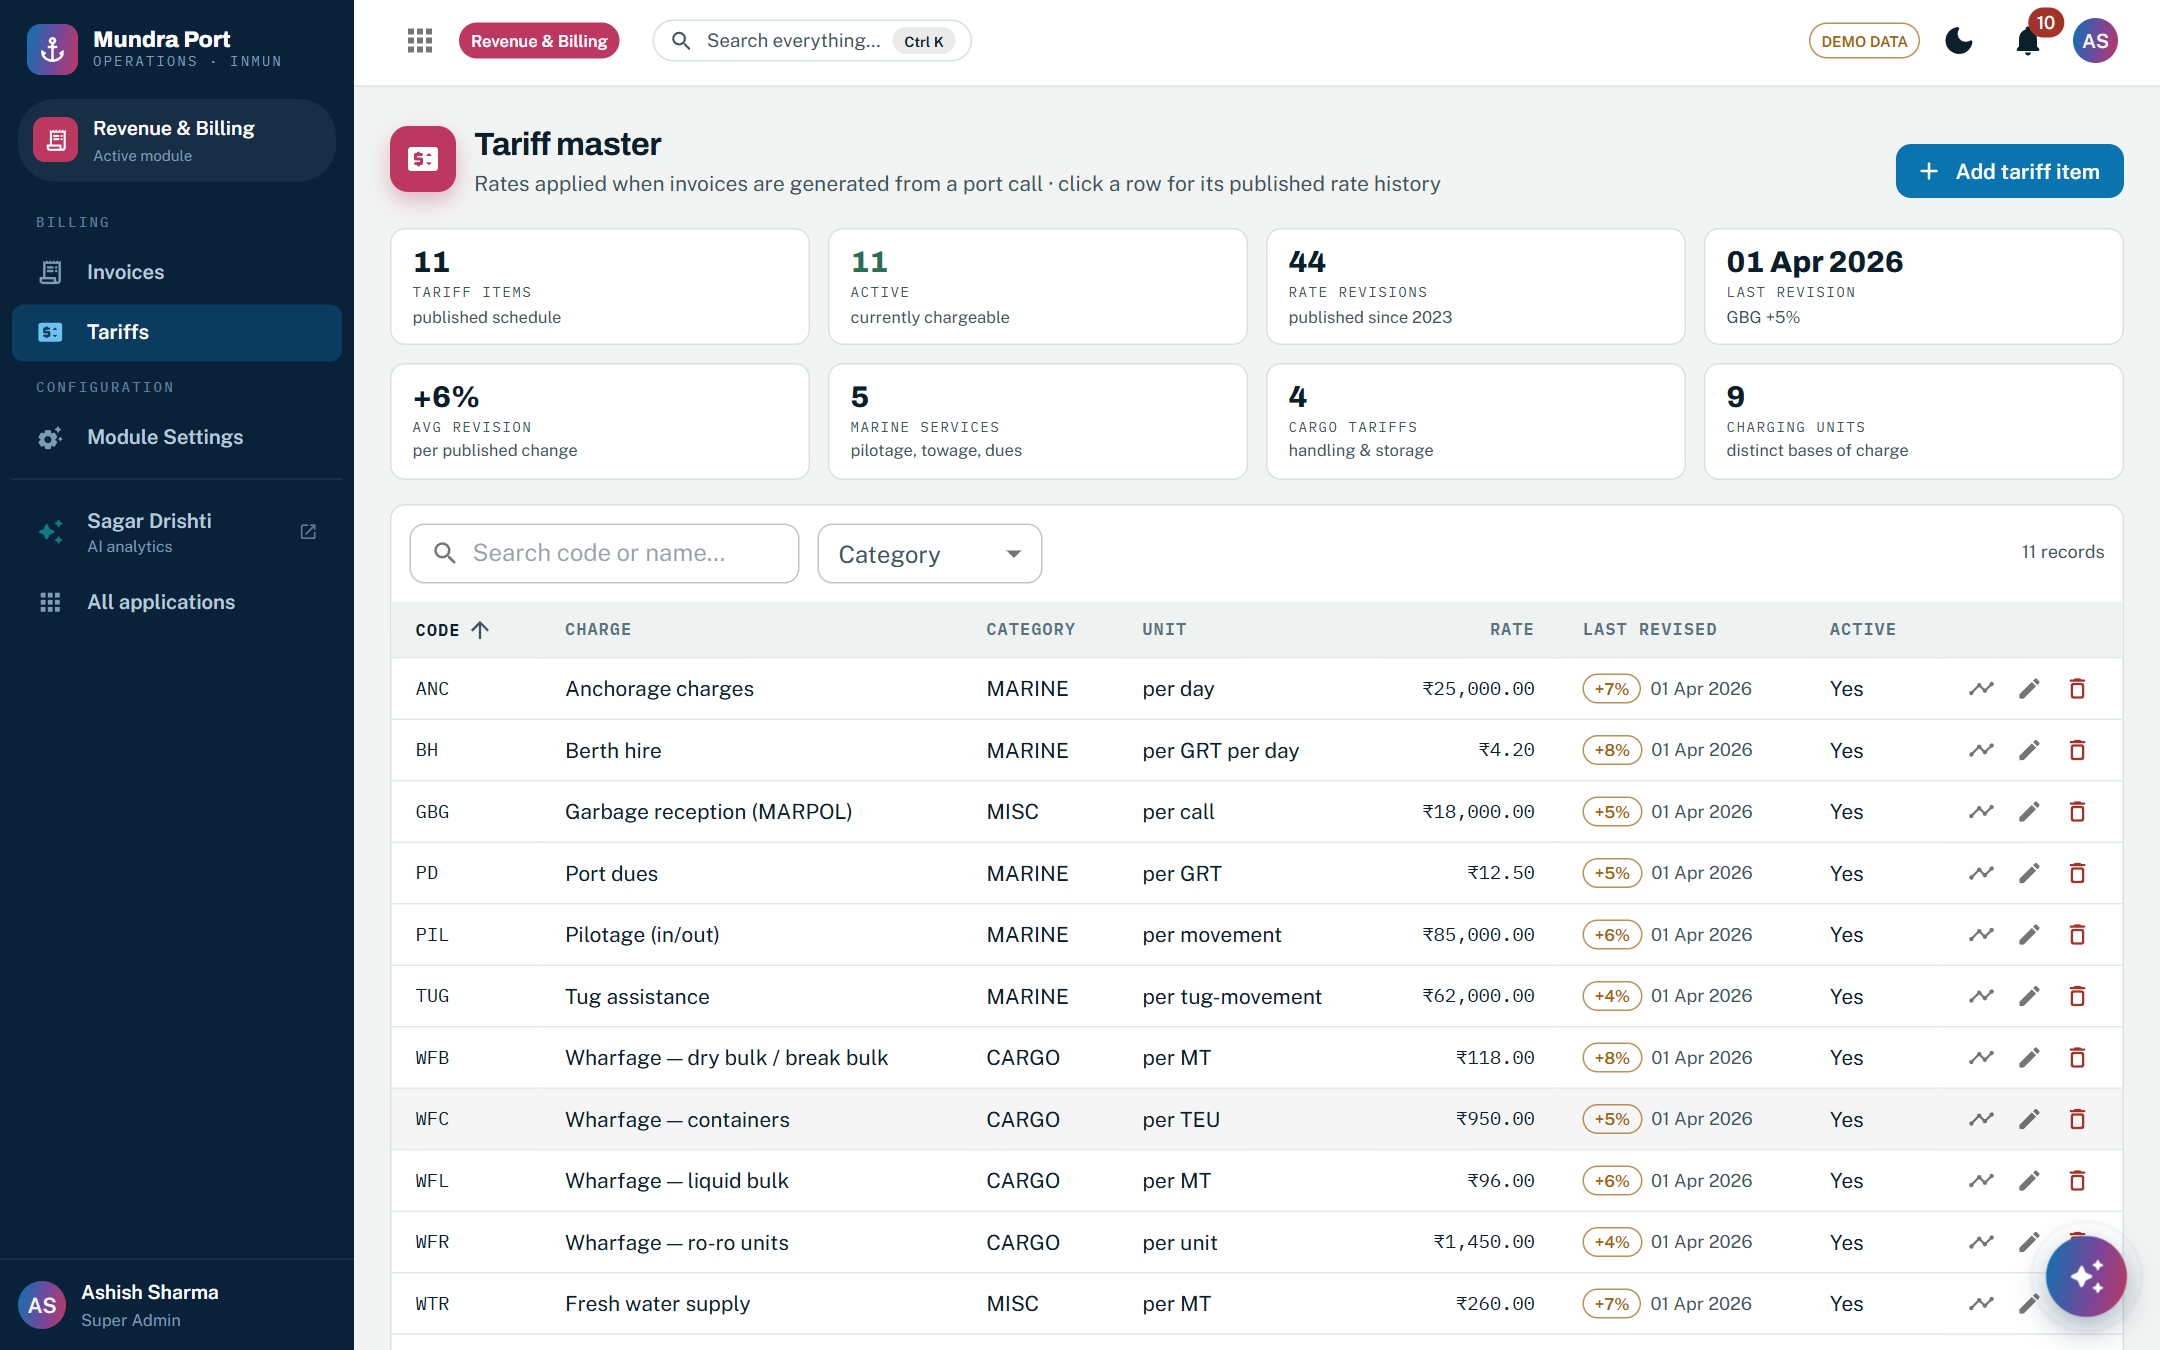 Mundra Port
OPERATIONS · INMUN
Revenue & Billing
Active module
BILLING
Invoices
Tariffs
CONFIGURATION
Module Settings
Sagar Drishti
AI analytics
All applications
Ashish Sharma
Super Admin
AS
Revenue & Billing
Search everything...
Ctrl K
DEMO DATA
10
AS
Tariff master
Rates applied when invoices are generated from a port call · click a row for its published rate history
Add tariff item
11
TARIFF ITEMS
published schedule
11
ACTIVE
currently chargeable
44
RATE REVISIONS
published since 2023
01 Apr 2026
LAST REVISION
GBG +5%
+6%
AVG REVISION
per published change
5
MARINE SERVICES
pilotage, towage, dues
4
CARGO TARIFFS
handling & storage
9
CHARGING UNITS
distinct bases of charge
Search code or name...
Category
11 records
CODE CHARGE CATEGORY UNIT RATE LAST REVISED ACTIVE
ANC Anchorage charges MARINE per day ₹25,000.00 +7% 01 Apr 2026 Yes
BH Berth hire MARINE per GRT per day ₹4.20 +8% 01 Apr 2026 Yes
GBG Garbage reception (MARPOL) MISC per call ₹18,000.00 +5% 01 Apr 2026 Yes
PD Port dues MARINE per GRT ₹12.50 +5% 01 Apr 2026 Yes
PIL Pilotage (in/out) MARINE per movement ₹85,000.00 +6% 01 Apr 2026 Yes
TUG Tug assistance MARINE per tug-movement ₹62,000.00 +4% 01 Apr 2026 Yes
WFB Wharfage — dry bulk / break bulk CARGO per MT ₹118.00 +8% 01 Apr 2026 Yes
WFC Wharfage — containers CARGO per TEU ₹950.00 +5% 01 Apr 2026 Yes
WFL Wharfage — liquid bulk CARGO per MT ₹96.00 +6% 01 Apr 2026 Yes
WFR Wharfage — ro-ro units CARGO per unit ₹1,450.00 +4% 01 Apr 2026 Yes
WTR Fresh water supply MISC per MT ₹260.00 +7% 01 Apr 2026 Yes